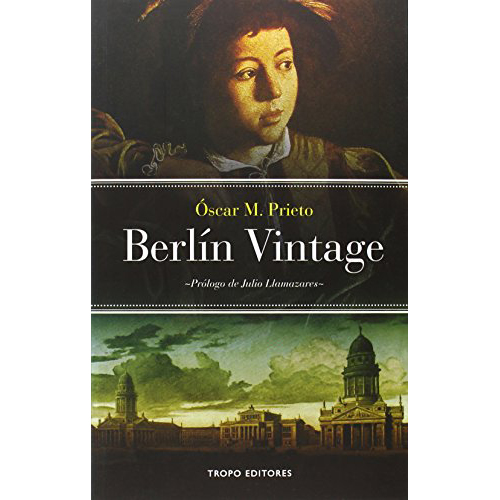 Óscar M. Prieto
Berlín Vintage
~Prólogo de Julio Llamazares~
TROPO EDITORES